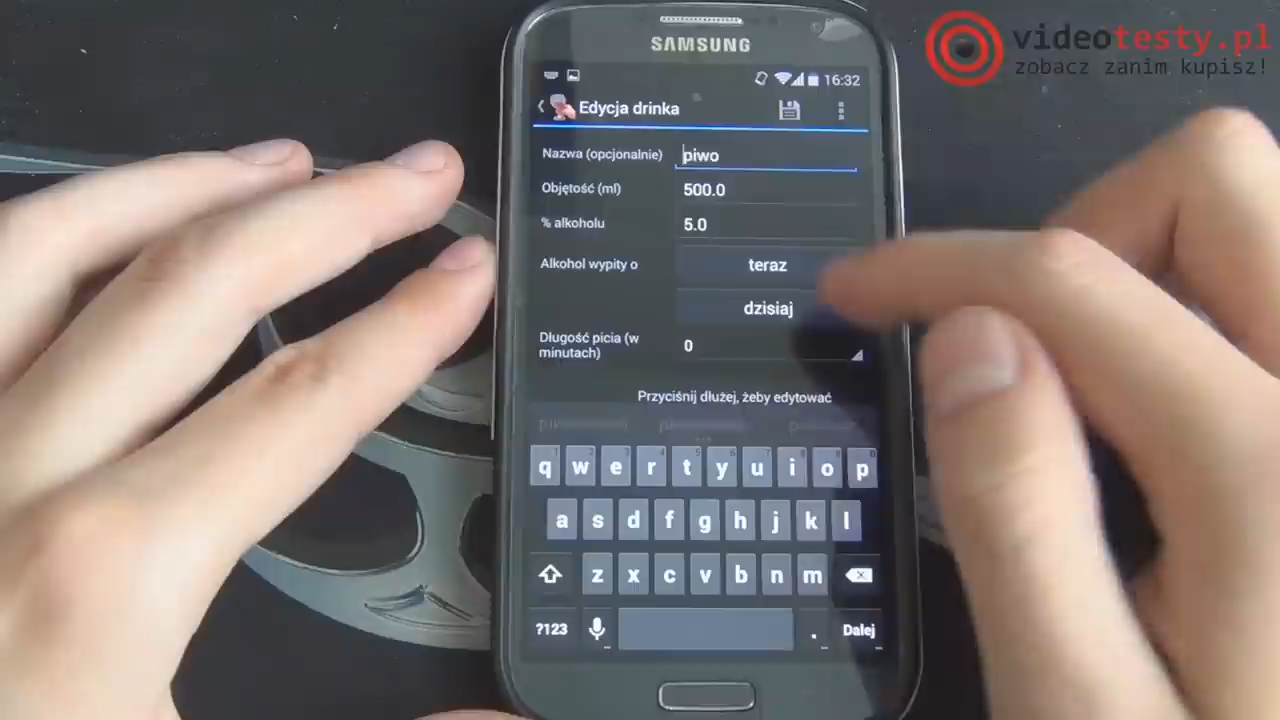 videotesty.pl
zobacz zanim kupisz!
SAMSUNG
16:32
Edycja drinka
Nazwa (opcjonalnie) piwo
Objętość (ml) 500.0
% alkoholu 5.0
Alkohol wypity o teraz
dzisiaj
Długość picia (w
minutach) 0
Przyciśnij dłużej, żeby edytować
q w e r t y u i o p
a s d f g h j k l
z x c v b n m
?123 . Dalej